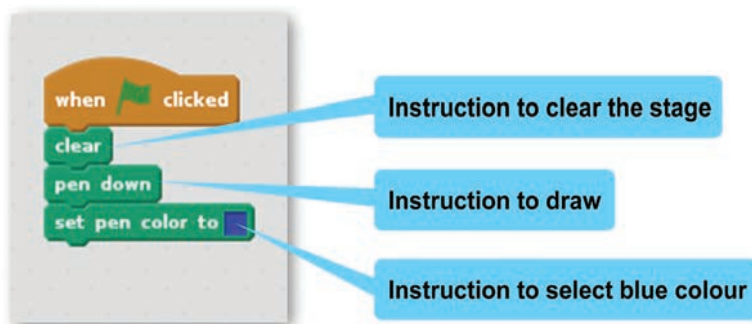 when clicked
clear
pen down
set pen color to
Instruction to clear the stage
Instruction to draw
Instruction to select blue colour